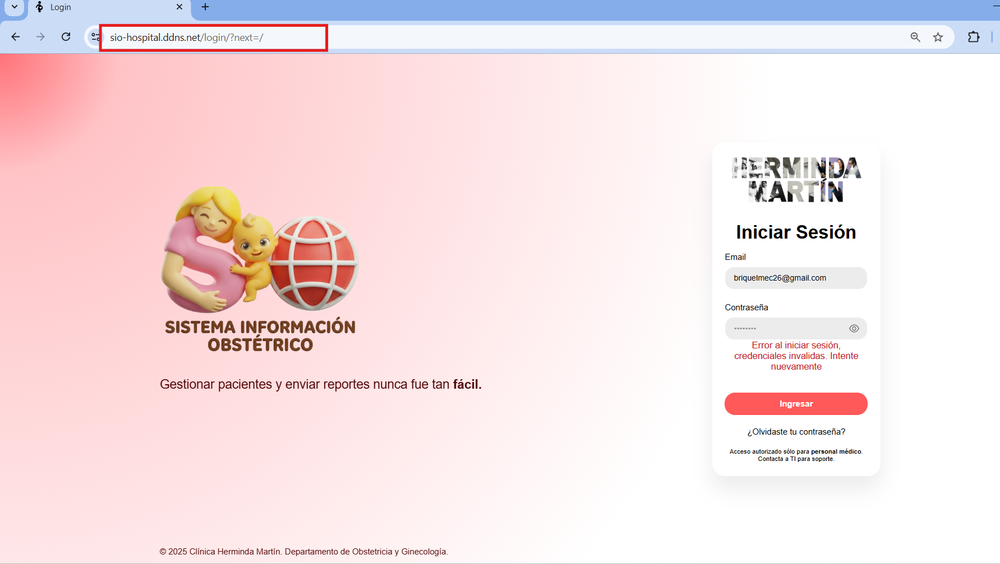 Login
sio-hospital.ddns.net/login/?next=/
HERMINDA
MARTÍN
Iniciar Sesión
Email
briquelmec26@gmail.com
Contraseña
Error al iniciar sesión,
credenciales invalidas. Intente
nuevamente
Ingresar
¿Olvidaste tu contraseña?
Acceso autorizado sólo para personal médico.
Contacta a TI para soporte.
SISTEMA INFORMACIÓN
OBSTÉTRICO
Gestionar pacientes y enviar reportes nunca fue tan fácil.
© 2025 Clínica Herminda Martín. Departamento de Obstetricia y Ginecología.